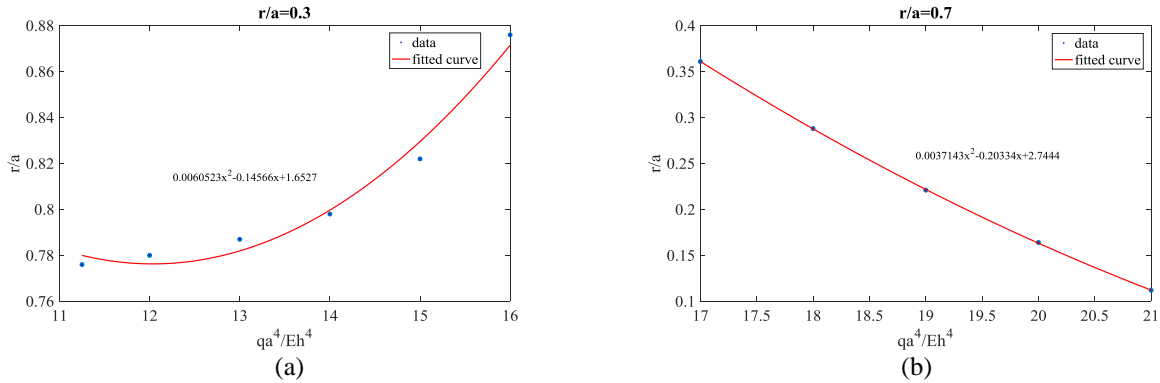 r/a=0.3
0.88
0.86
0.84
0.82
0.8
0.78
0.76
r/a
data
fitted curve
0.0060523x²-0.14566x+1.6527
11 12 13 14 15 16
qa⁴/Eh⁴
(a)
r/a=0.7
0.4
0.35
0.3
0.25
0.2
0.15
0.1
r/a
data
fitted curve
0.0037143x²-0.20334x+2.7444
17 17.5 18 18.5 19 19.5 20 20.5 21
qa⁴/Eh⁴
(b)